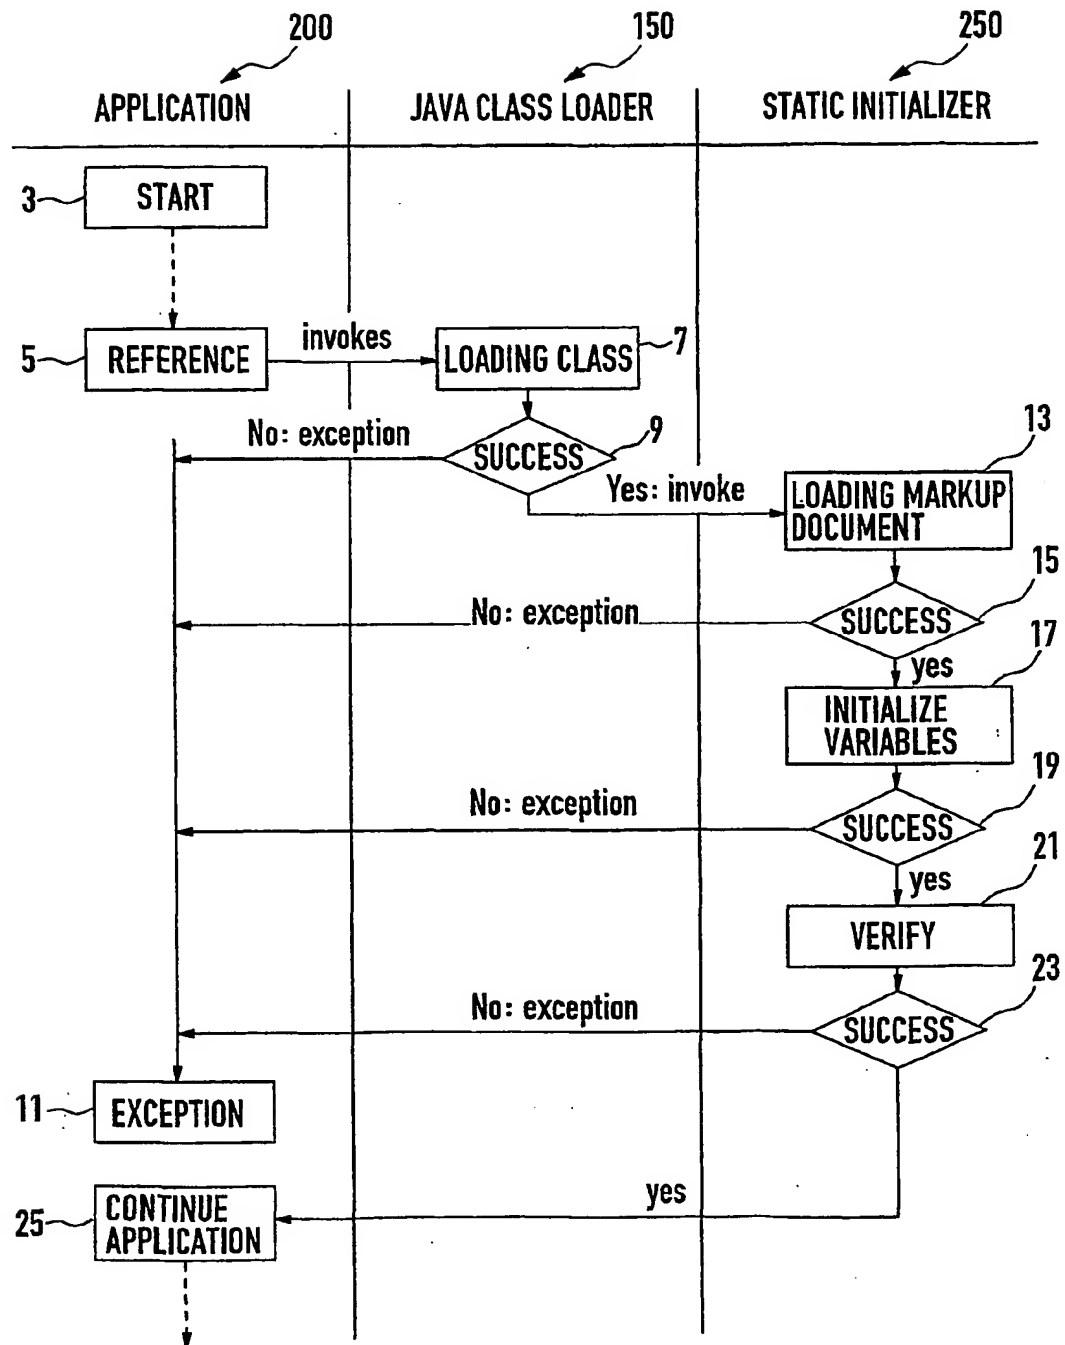 200
150
250
APPLICATION
JAVA CLASS LOADER
STATIC INITIALIZER
3
START
5
REFERENCE
invokes
LOADING CLASS
7
No: exception
SUCCESS
9
Yes: invoke
13
LOADING MARKUP
DOCUMENT
15
No: exception
SUCCESS
yes
17
INITIALIZE
VARIABLES
19
No: exception
SUCCESS
yes
21
VERIFY
23
No: exception
SUCCESS
11
EXCEPTION
yes
25
CONTINUE
APPLICATION